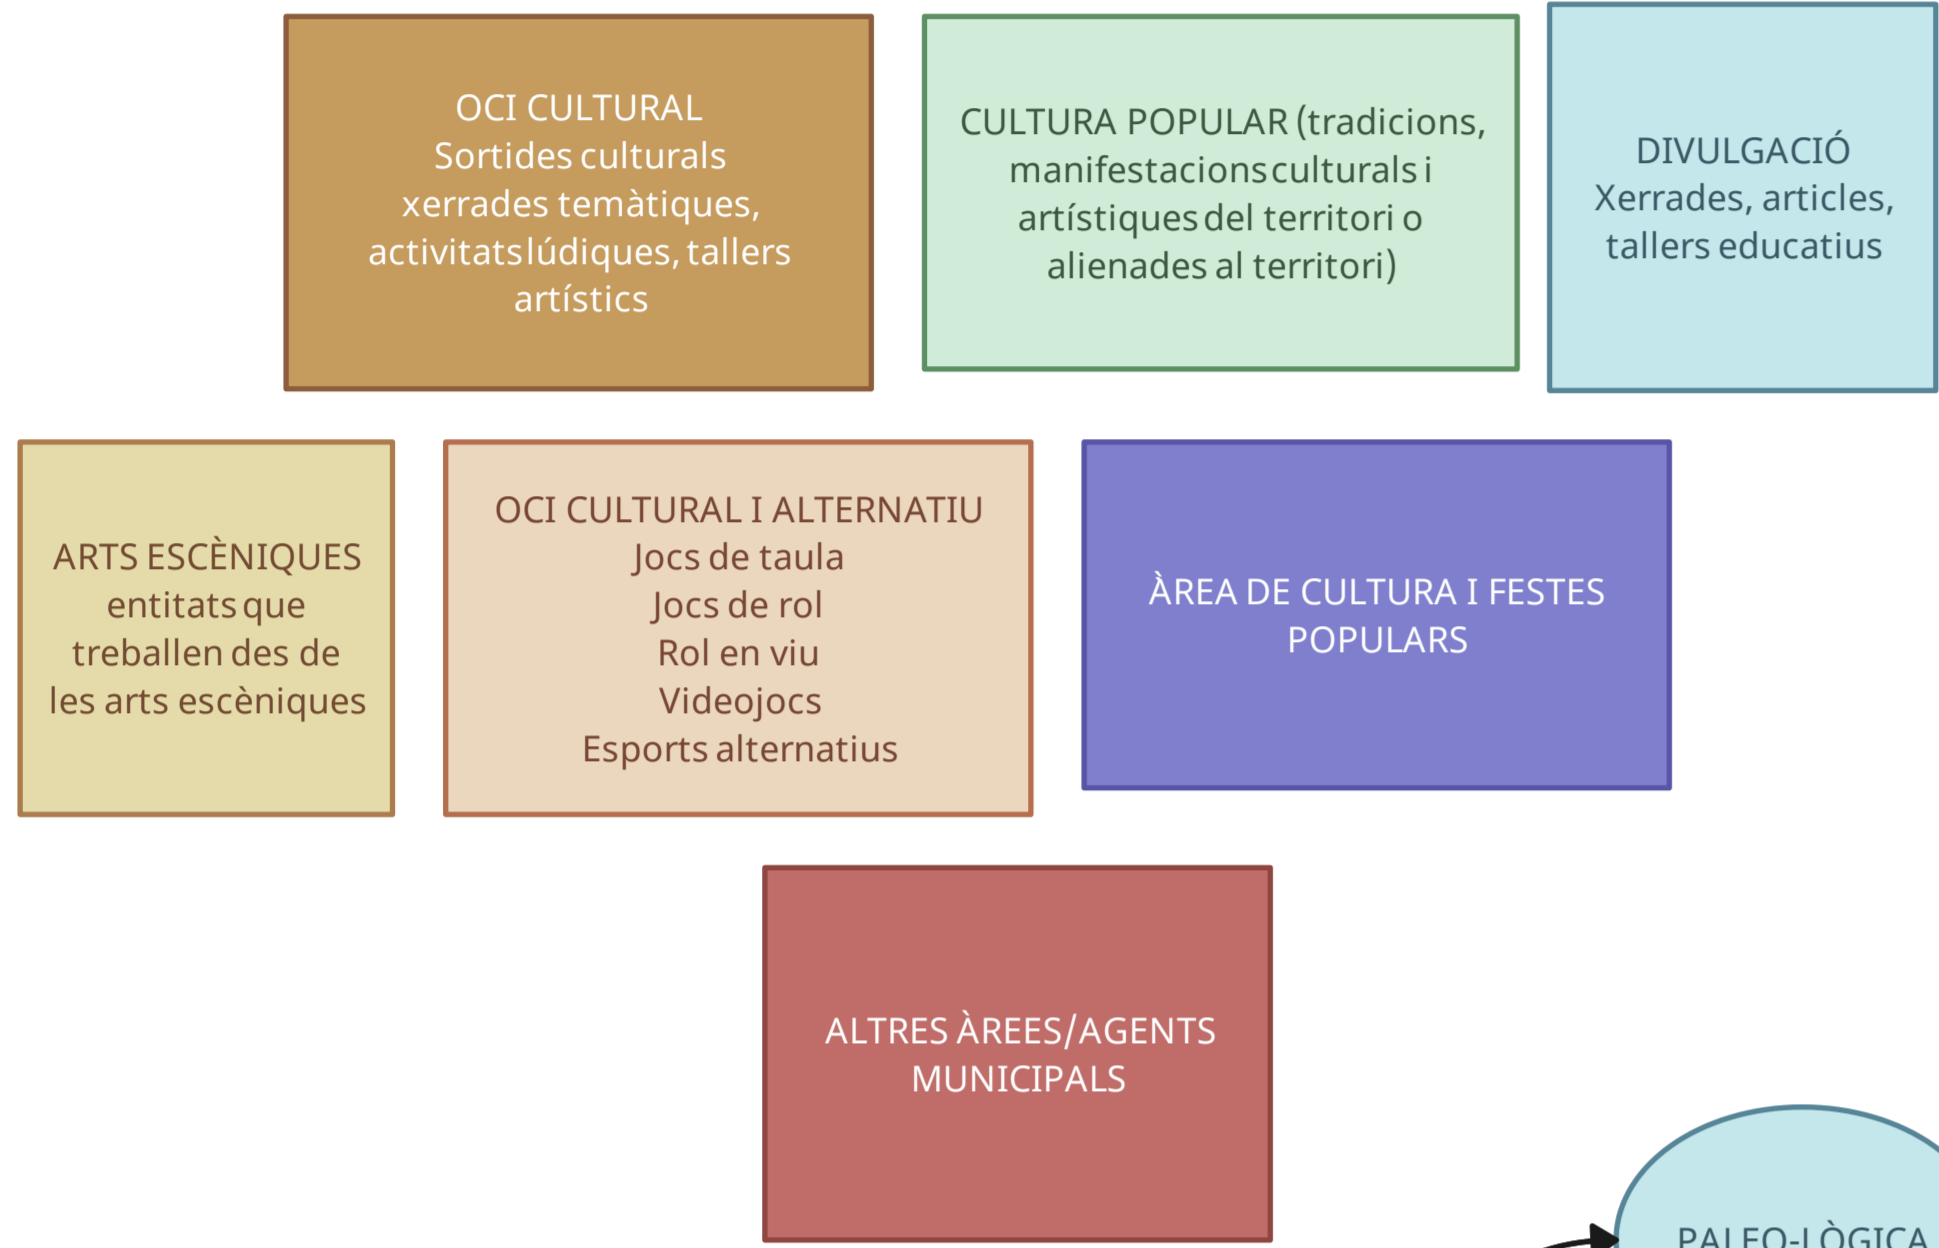 OCI CULTURAL
Sortides culturals
xerrades temàtiques,
activitats lúdiques, tallers
artístics
CULTURA POPULAR (tradicions,
manifestacions culturals i
artístiques del territori o
alienades al territori)
DIVULGACIÓ
Xerrades, articles,
tallers educatius
ARTS ESCÈNIQUES
entitats que
treballen des de
les arts escèniques
OCI CULTURAL I ALTERNATIU
Jocs de taula
Jocs de rol
Rol en viu
Videojocs
Esports alternatius
ÀREA DE CULTURA I FESTES
POPULARS
ALTRES ÀREES/AGENTS
MUNICIPALS
PALEO-LÒGICA